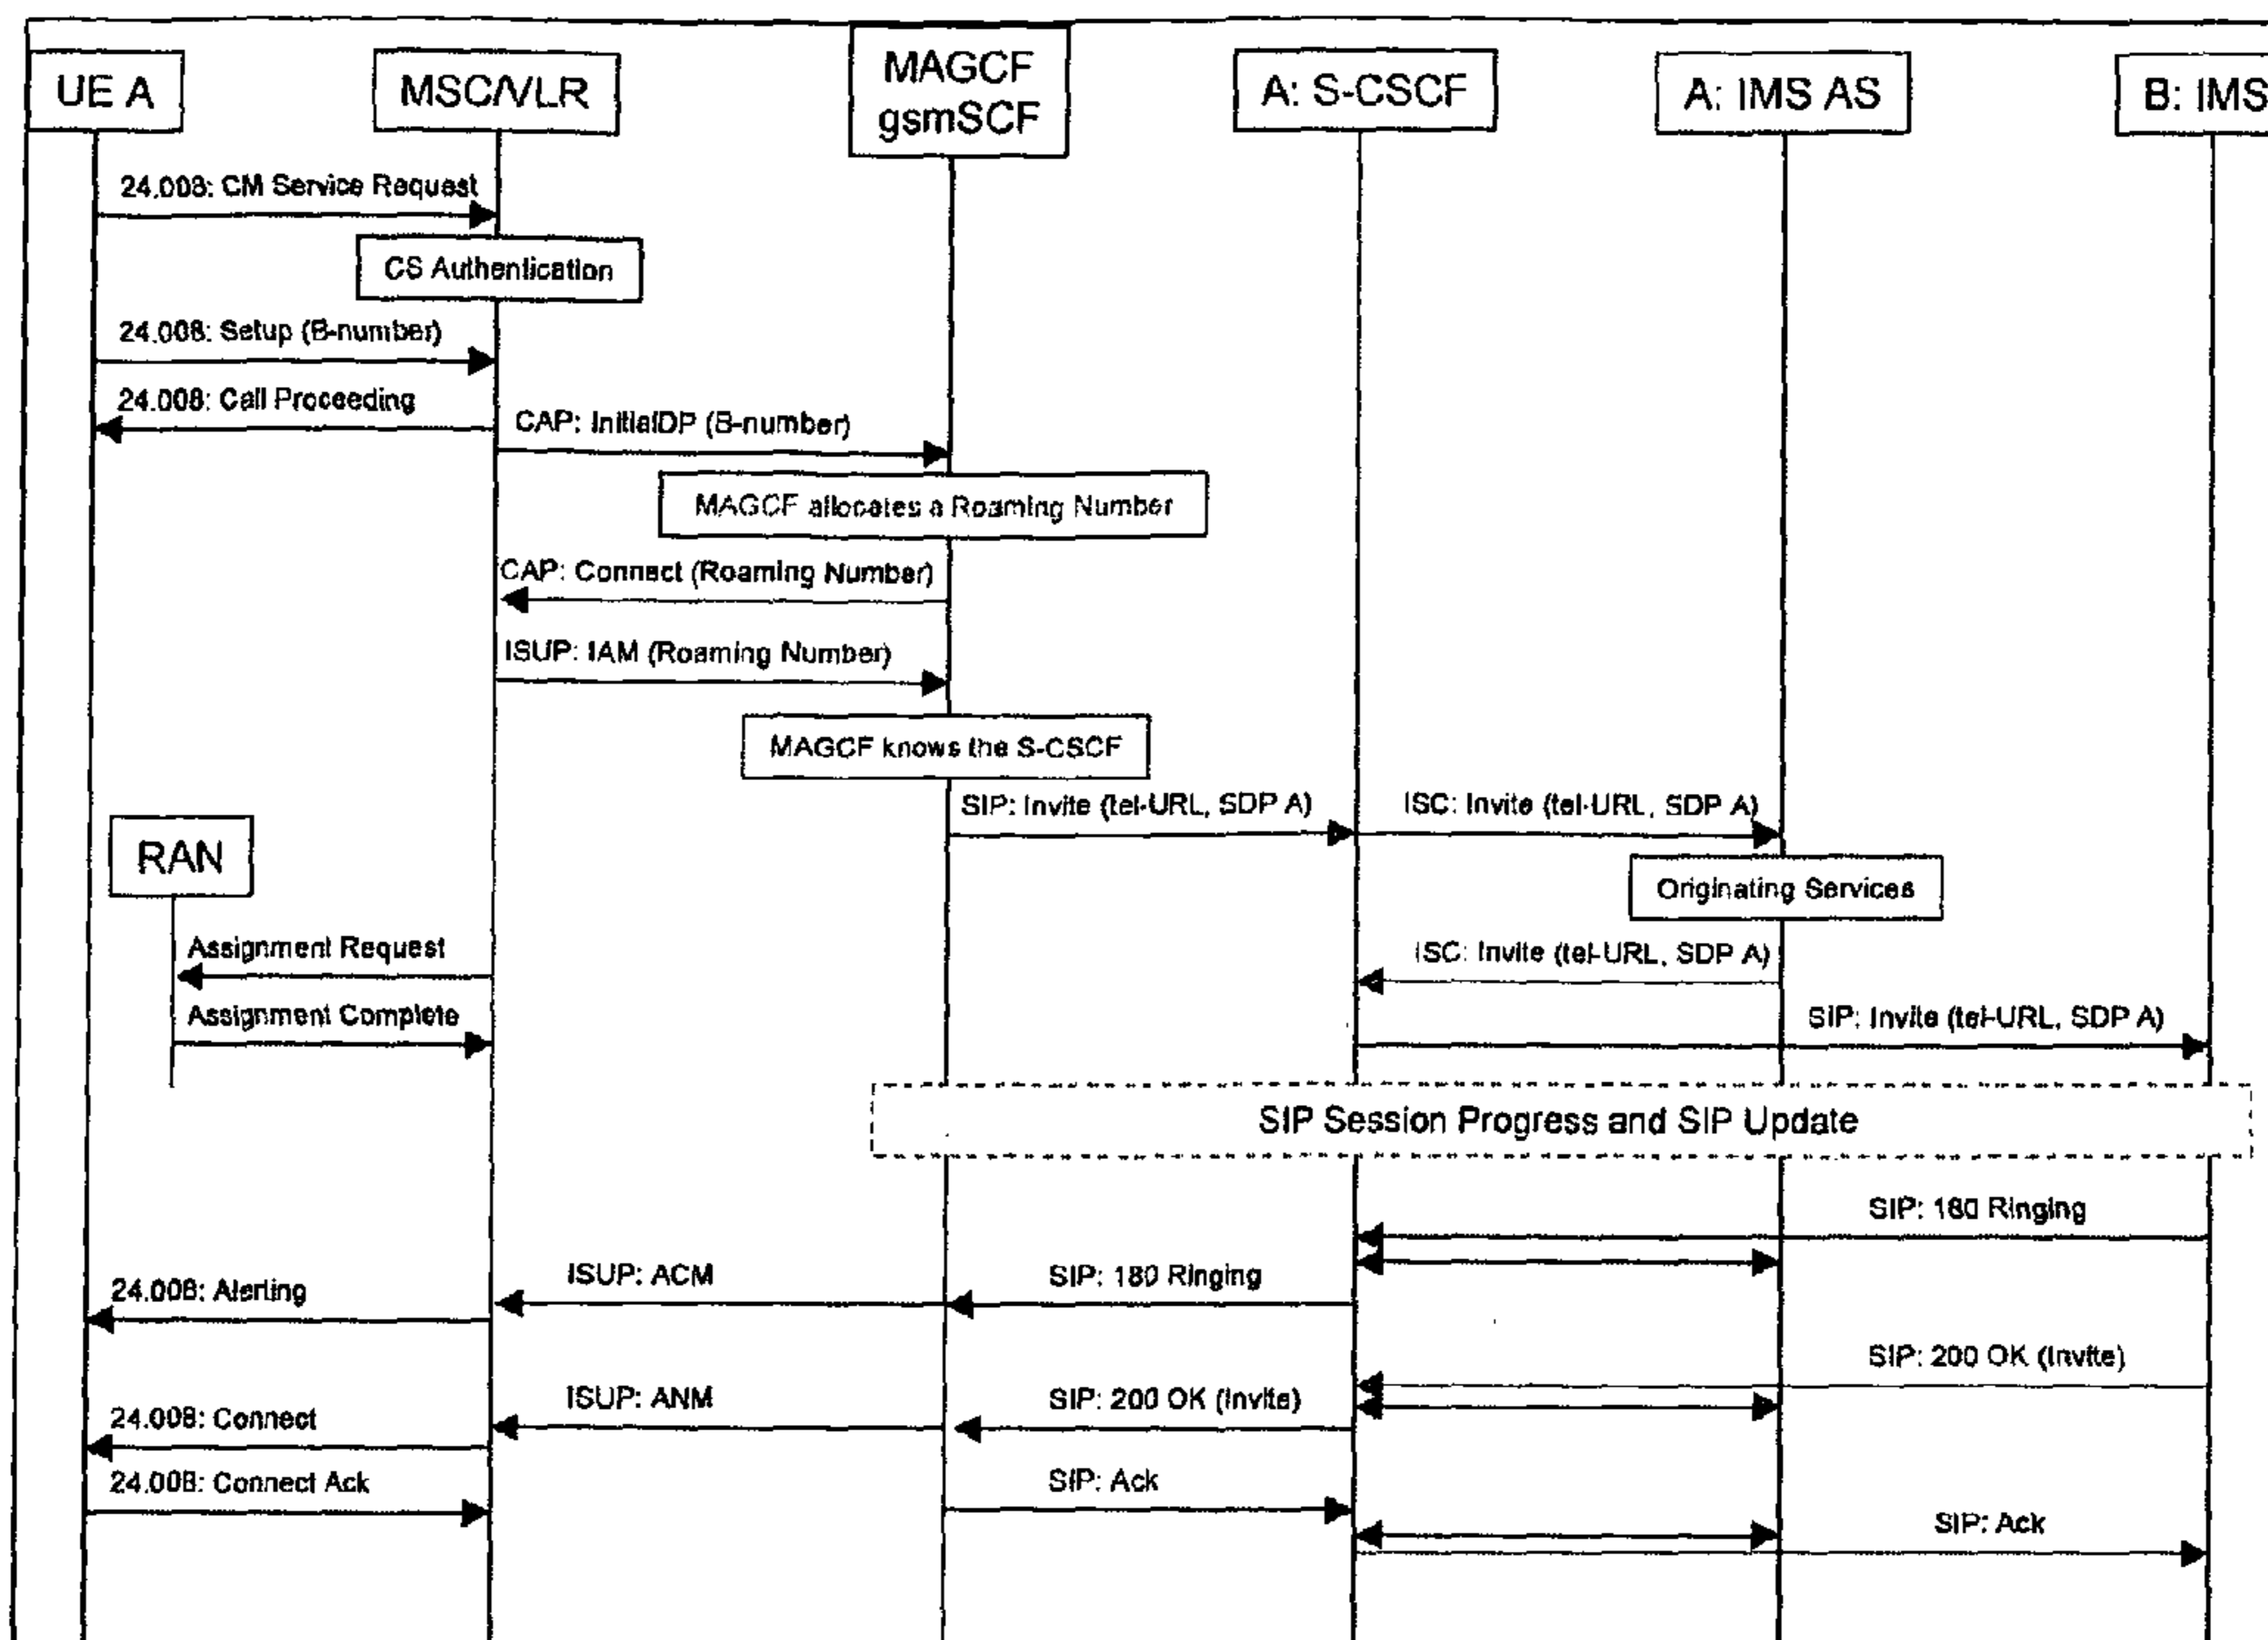 UE A
MSC/VLR
MAGCF
gsmSCF
A: S-CSCF
A: IMS AS
B: IMS
24.008: CM Service Request
CS Authentication
24.008: Setup (B-number)
24.008: Call Proceeding
CAP: InitialDP (B-number)
MAGCF allocates a Roaming Number
CAP: Connect (Roaming Number)
ISUP: IAM (Roaming Number)
MAGCF knows the S-CSCF
SIP: Invite (tel-URL, SDP A)
ISC: Invite (tel-URL, SDP A)
RAN
Originating Services
Assignment Request
ISC: Invite (tel-URL, SDP A)
Assignment Complete
SIP: Invite (tel-URL, SDP A)
SIP Session Progress and SIP Update
SIP: 180 Ringing
24.008: Alerting
ISUP: ACM
SIP: 180 Ringing
SIP: 200 OK (Invite)
24.008: Connect
ISUP: ANM
SIP: 200 OK (Invite)
24.008: Connect Ack
SIP: Ack
SIP: Ack